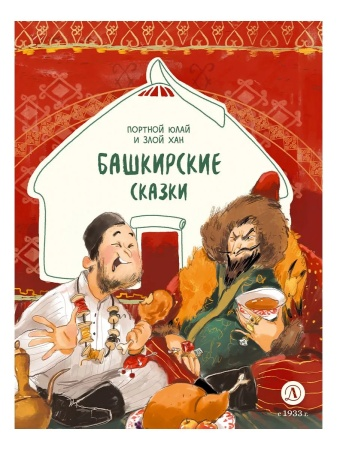 ПОРТНОЙ ЮЛАЙ
И ЗЛОЙ ХАН
БАШКИРСКИЕ
СКАЗКИ
Д Л
с 1933 г.